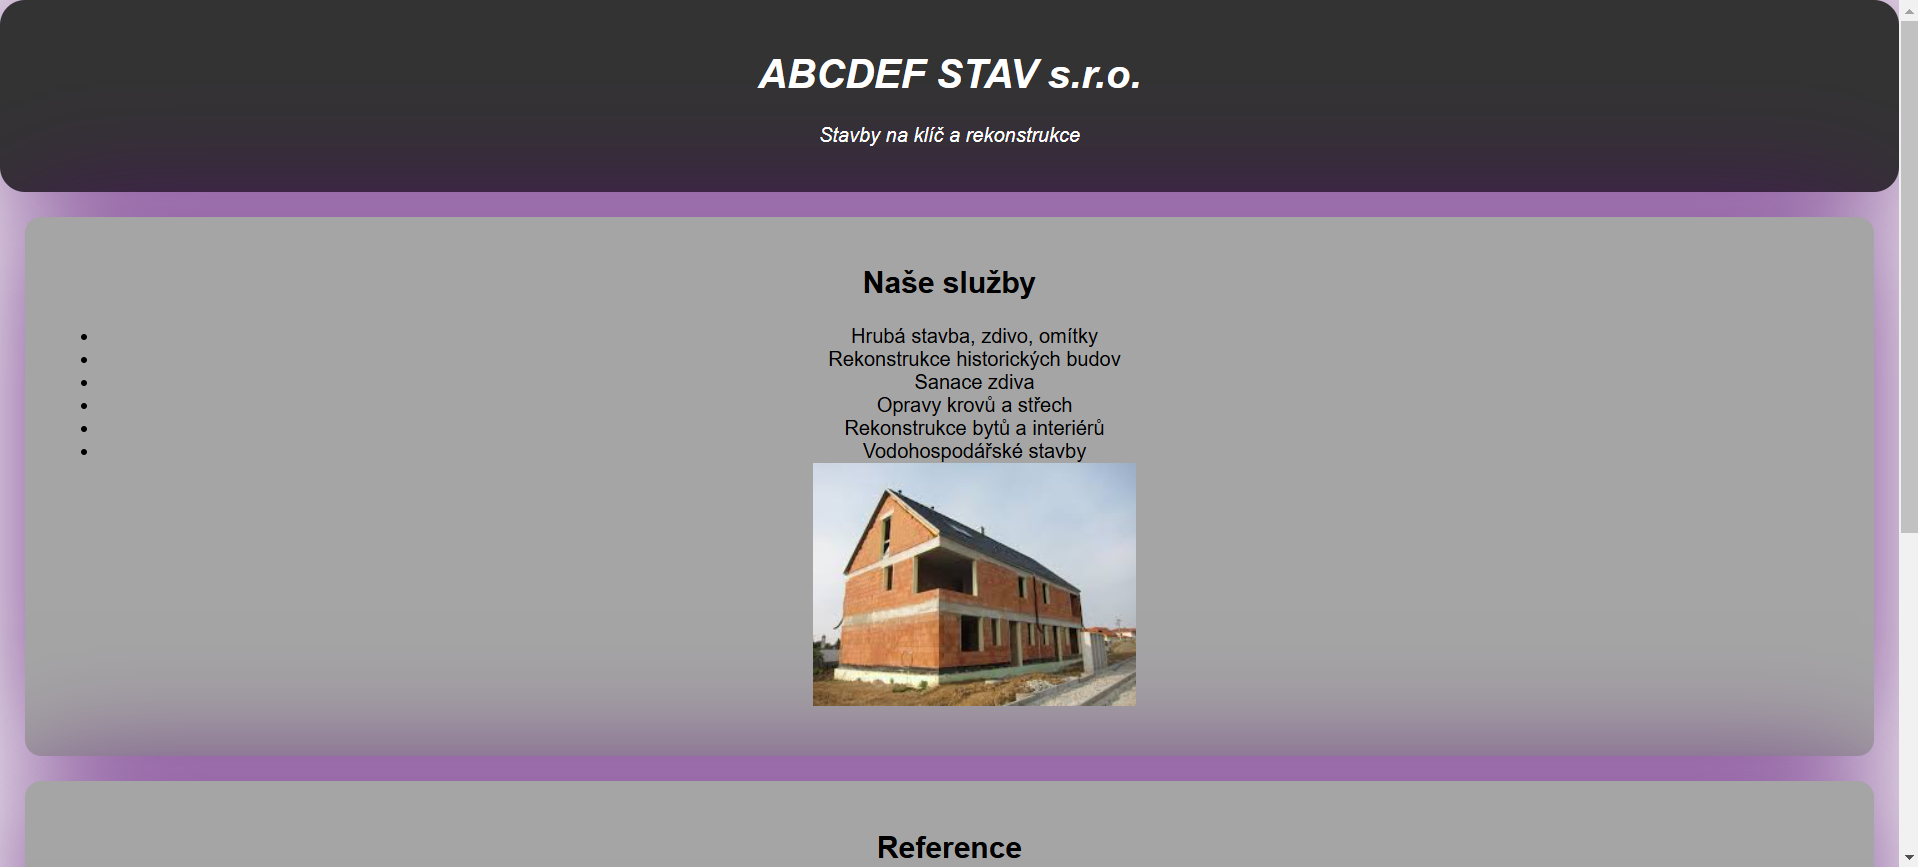 ABCDEF STAV s.r.o.
Stavby na klíč a rekonstrukce
Naše služby
Hrubá stavba, zdivo, omítky
Rekonstrukce historických budov
Sanace zdiva
Opravy krovů a střech
Rekonstrukce bytů a interiérů
Vodohospodářské stavby
Reference